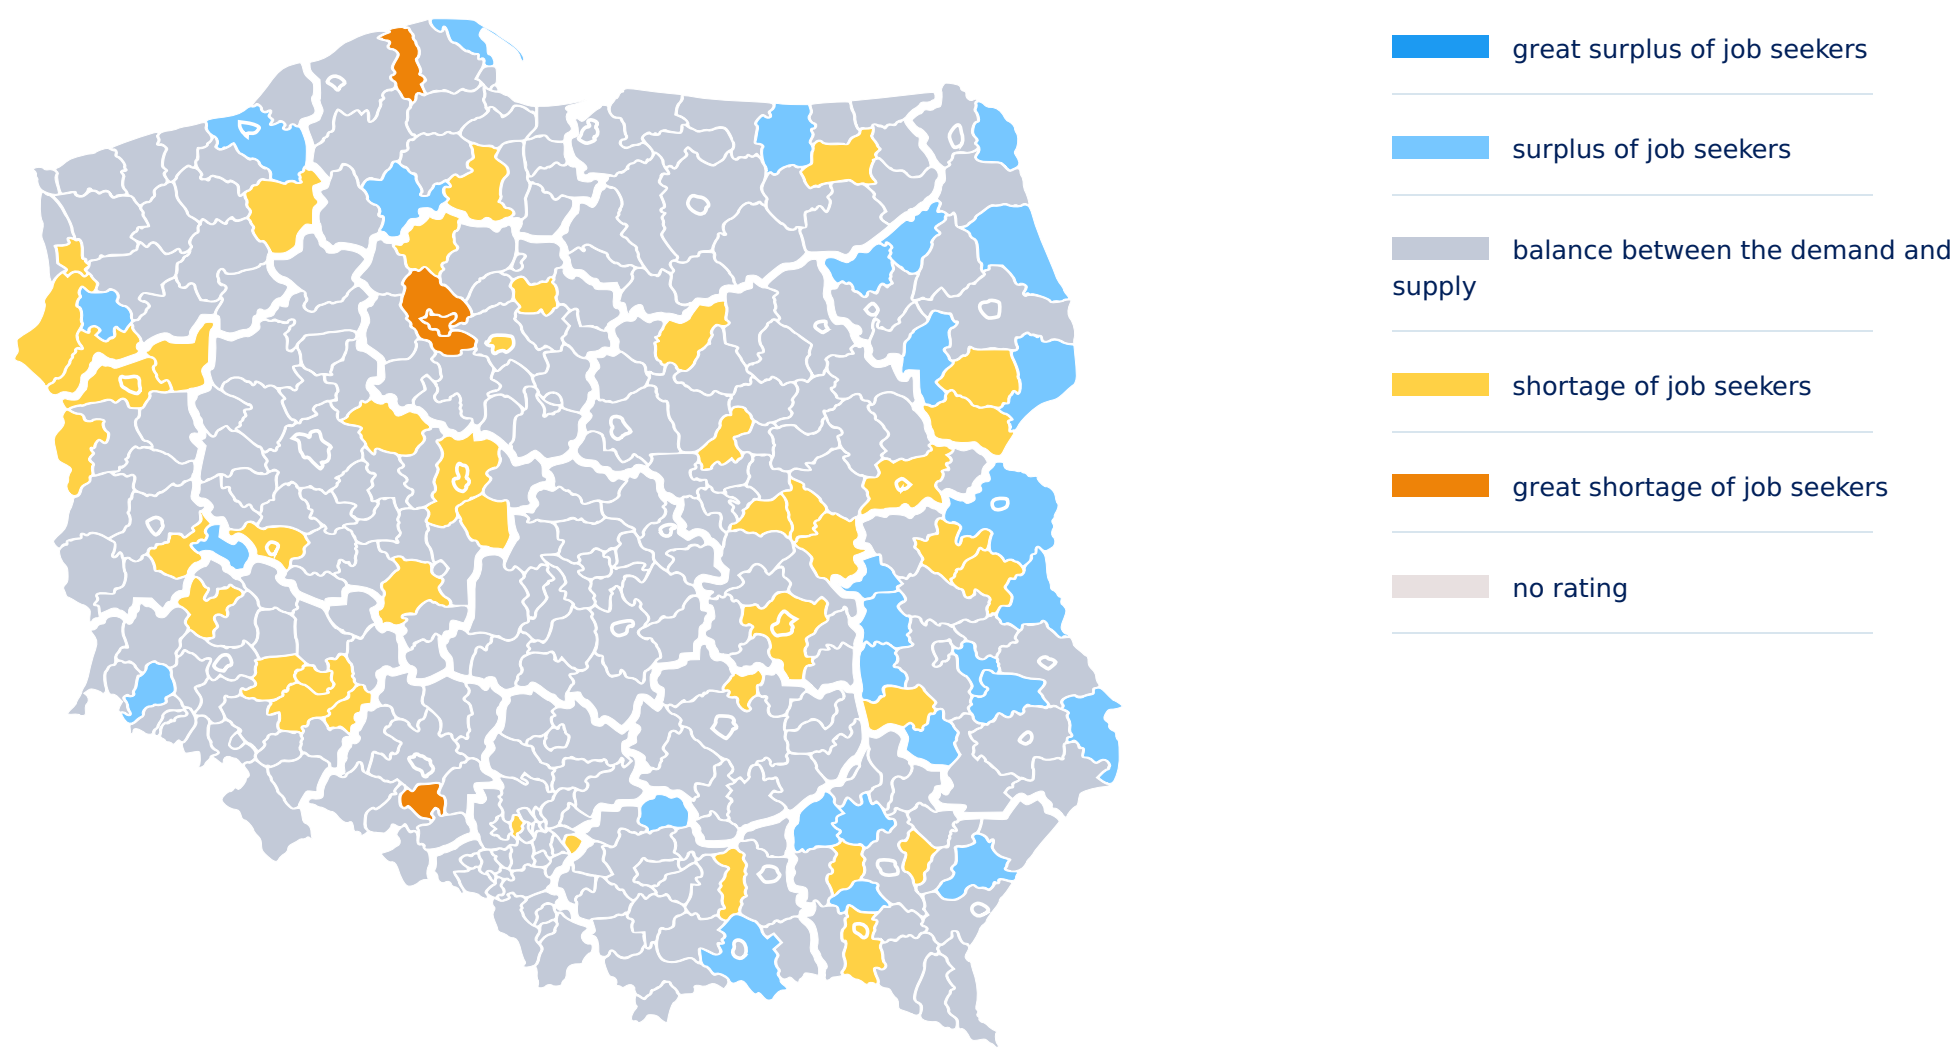 great surplus of job seekers
surplus of job seekers
balance between the demand and
supply
shortage of job seekers
great shortage of job seekers
no rating